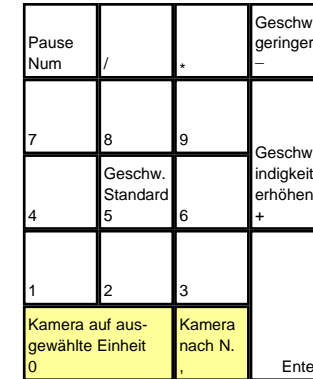 Geschw
geringer
Pause
Num
/
*
–
7
8
9
Geschw
indigkeit
erhöhen
+
Geschw.
Standard
4
5
6
1
2
3
Kamera auf aus-
gewählte Einheit
0
Kamera
nach N.
,
Ente